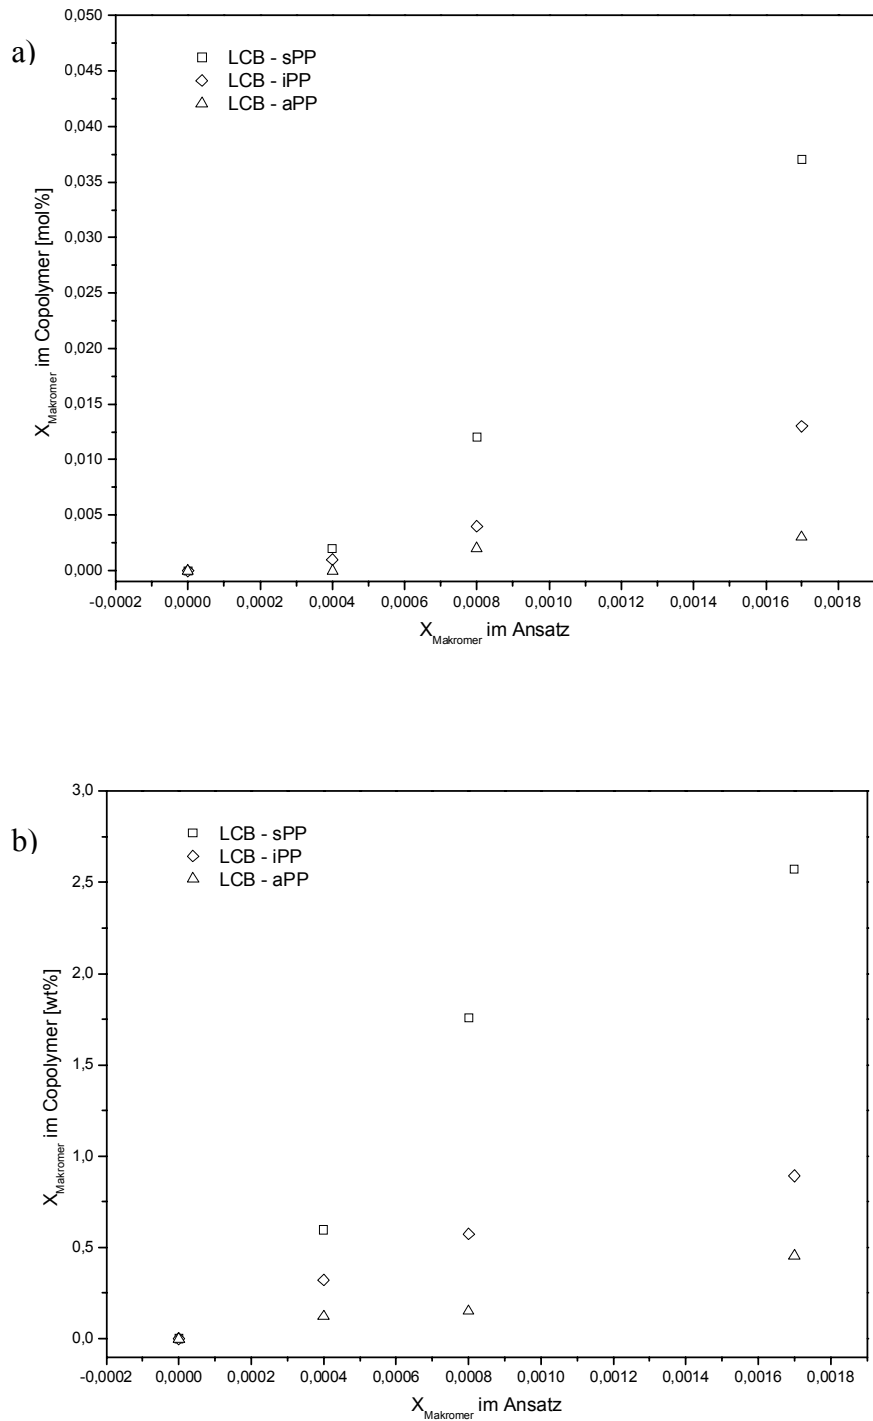 a)
LCB - sPP
LCB - iPP
LCB - aPP
0,050
0,045
0,040
0,035
0,030
0,025
0,020
0,015
0,010
0,005
0,000
X_Makromer im Copolymer [mol%]
-0,0002 0,0000 0,0002 0,0004 0,0006 0,0008 0,0010 0,0012 0,0014 0,0016 0,0018
X_Makromer im Ansatz
b)
LCB - sPP
LCB - iPP
LCB - aPP
3,0
2,5
2,0
1,5
1,0
0,5
0,0
X_Makromer im Copolymer [wt%]
-0,0002 0,0000 0,0002 0,0004 0,0006 0,0008 0,0010 0,0012 0,0014 0,0016 0,0018
X_Makromer im Ansatz